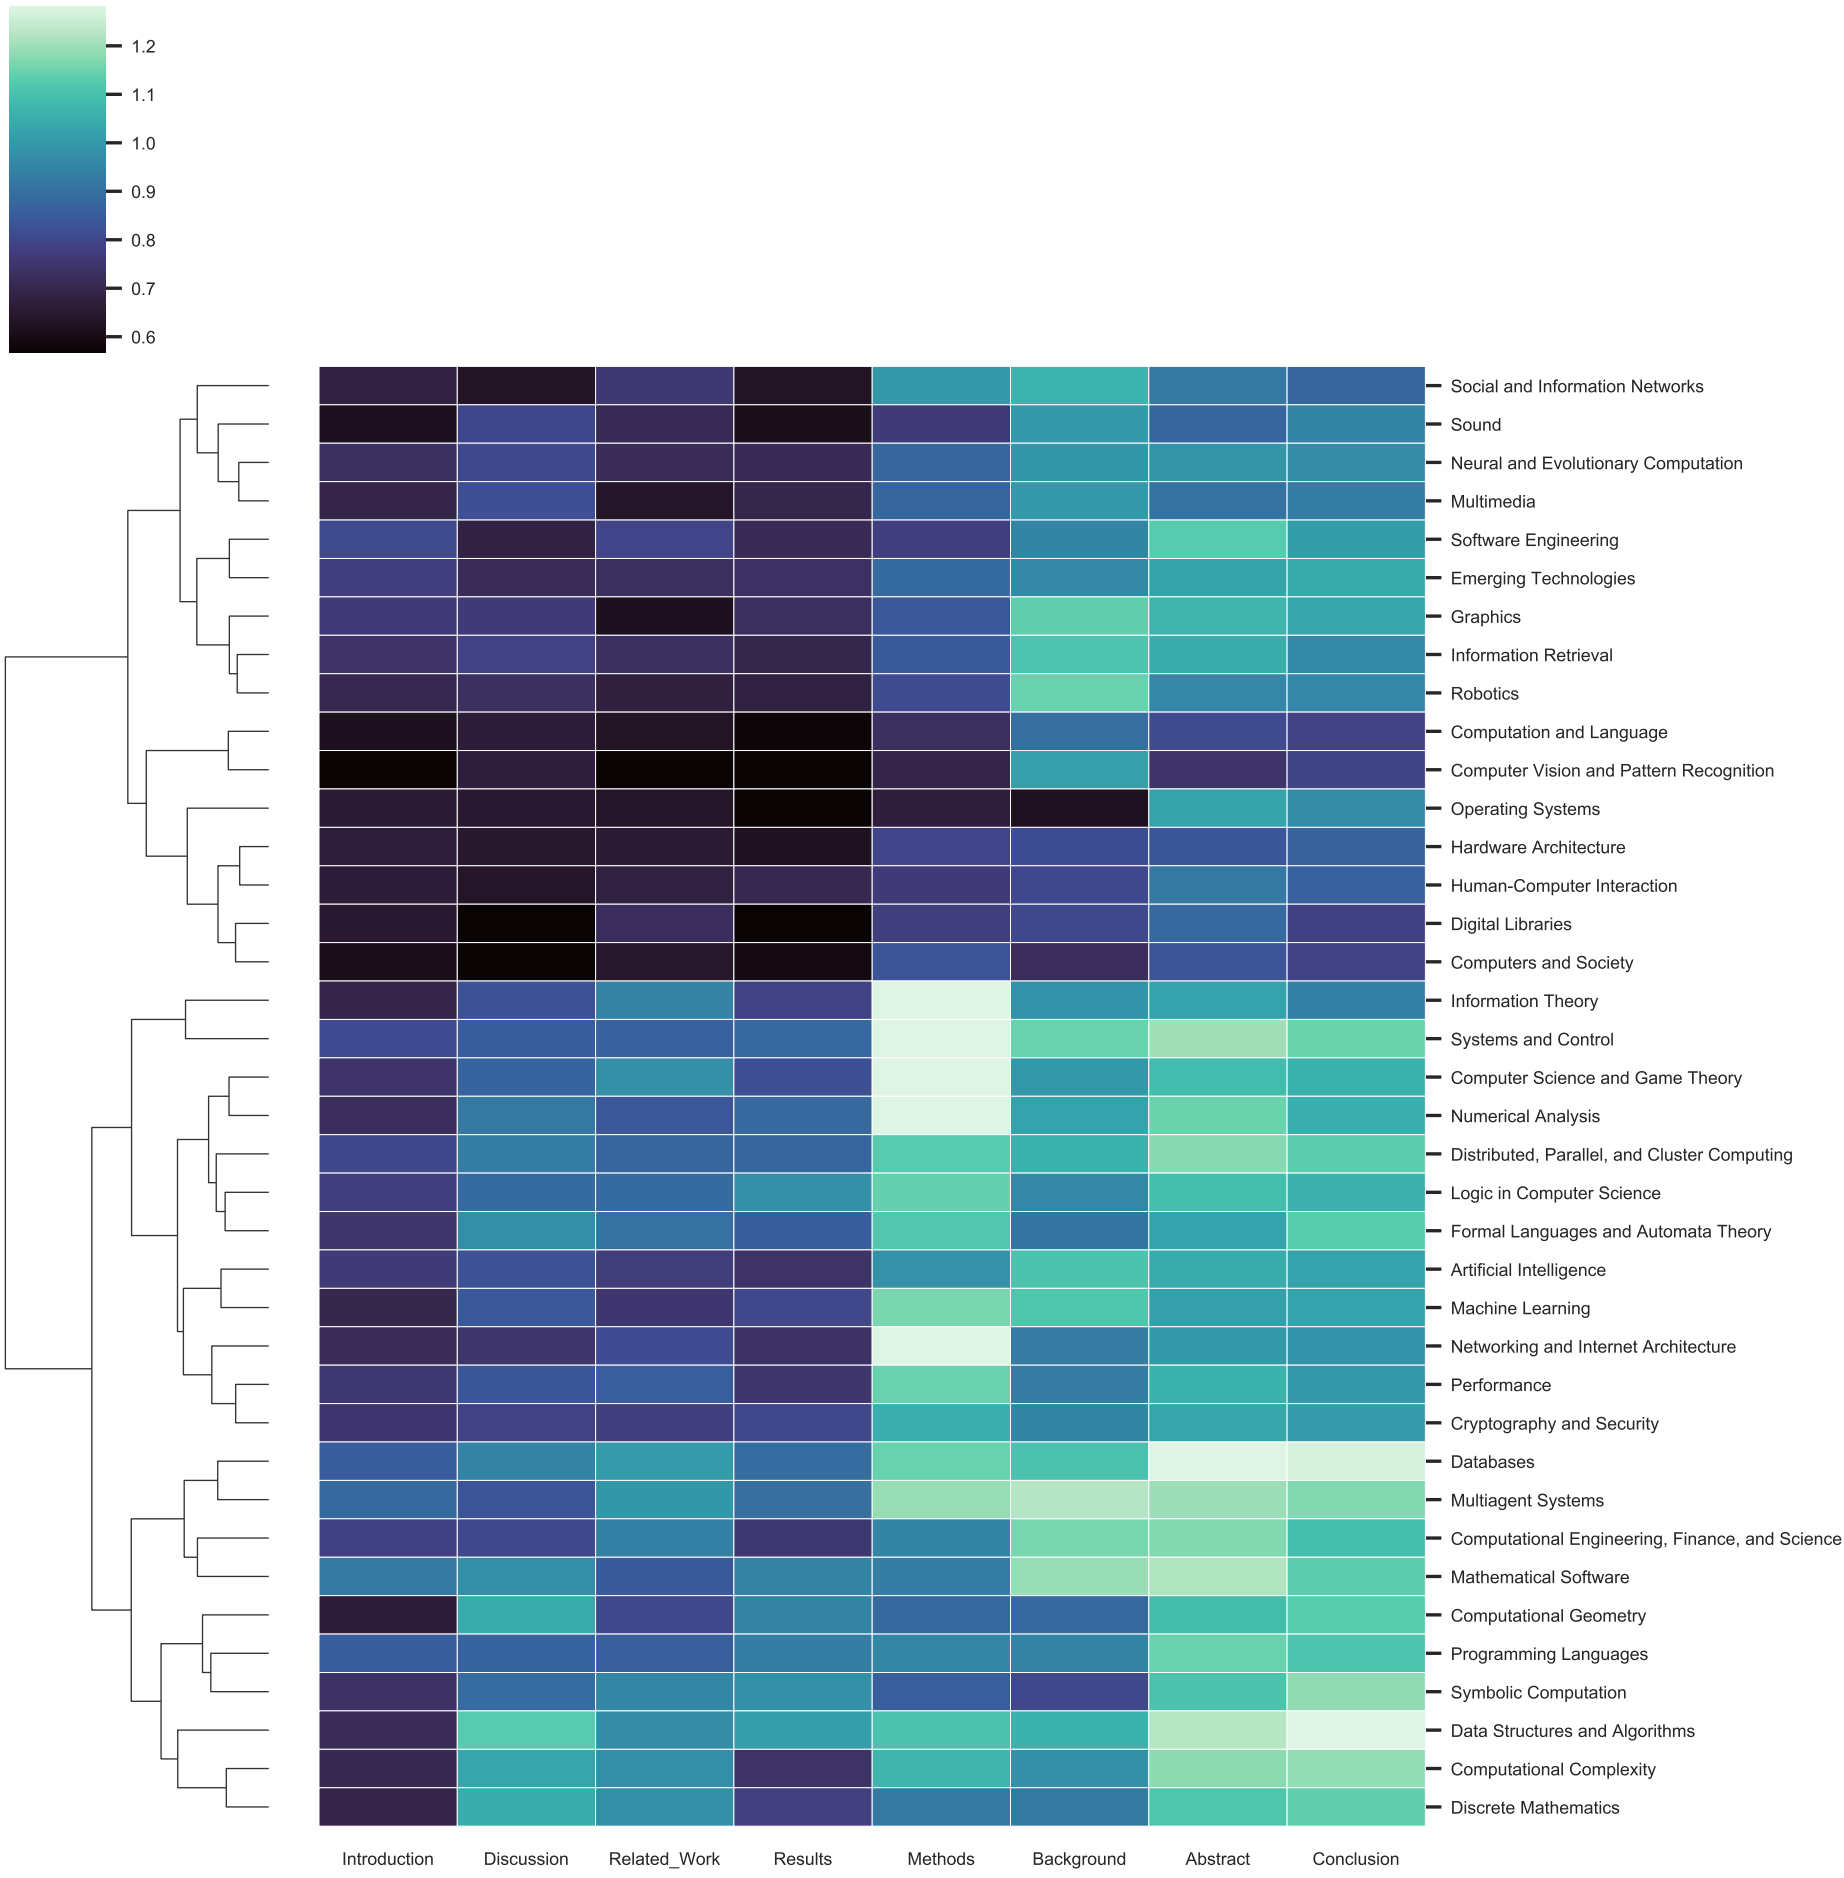 1.2
1.1
1.0
0.9
0.8
0.7
0.6
Social and Information Networks
Sound
Neural and Evolutionary Computation
Multimedia
Software Engineering
Emerging Technologies
Graphics
Information Retrieval
Robotics
Computation and Language
Computer Vision and Pattern Recognition
Operating Systems
Hardware Architecture
Human-Computer Interaction
Digital Libraries
Computers and Society
Information Theory
Systems and Control
Computer Science and Game Theory
Numerical Analysis
Distributed, Parallel, and Cluster Computing
Logic in Computer Science
Formal Languages and Automata Theory
Artificial Intelligence
Machine Learning
Networking and Internet Architecture
Performance
Cryptography and Security
Databases
Multiagent Systems
Computational Engineering, Finance, and Science
Mathematical Software
Computational Geometry
Programming Languages
Symbolic Computation
Data Structures and Algorithms
Computational Complexity
Discrete Mathematics
Introduction Discussion Related_Work Results Methods Background Abstract Conclusion